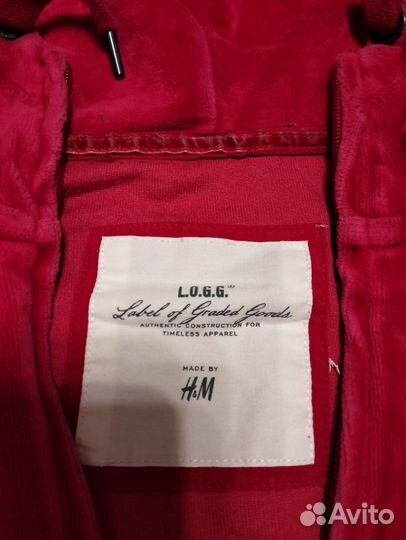 L.O.G.G.
Label of Graded Goods
AUTHENTIC CONSTRUCTION FOR
TIMELESS APPAREL
MADE BY
H&M
Avito